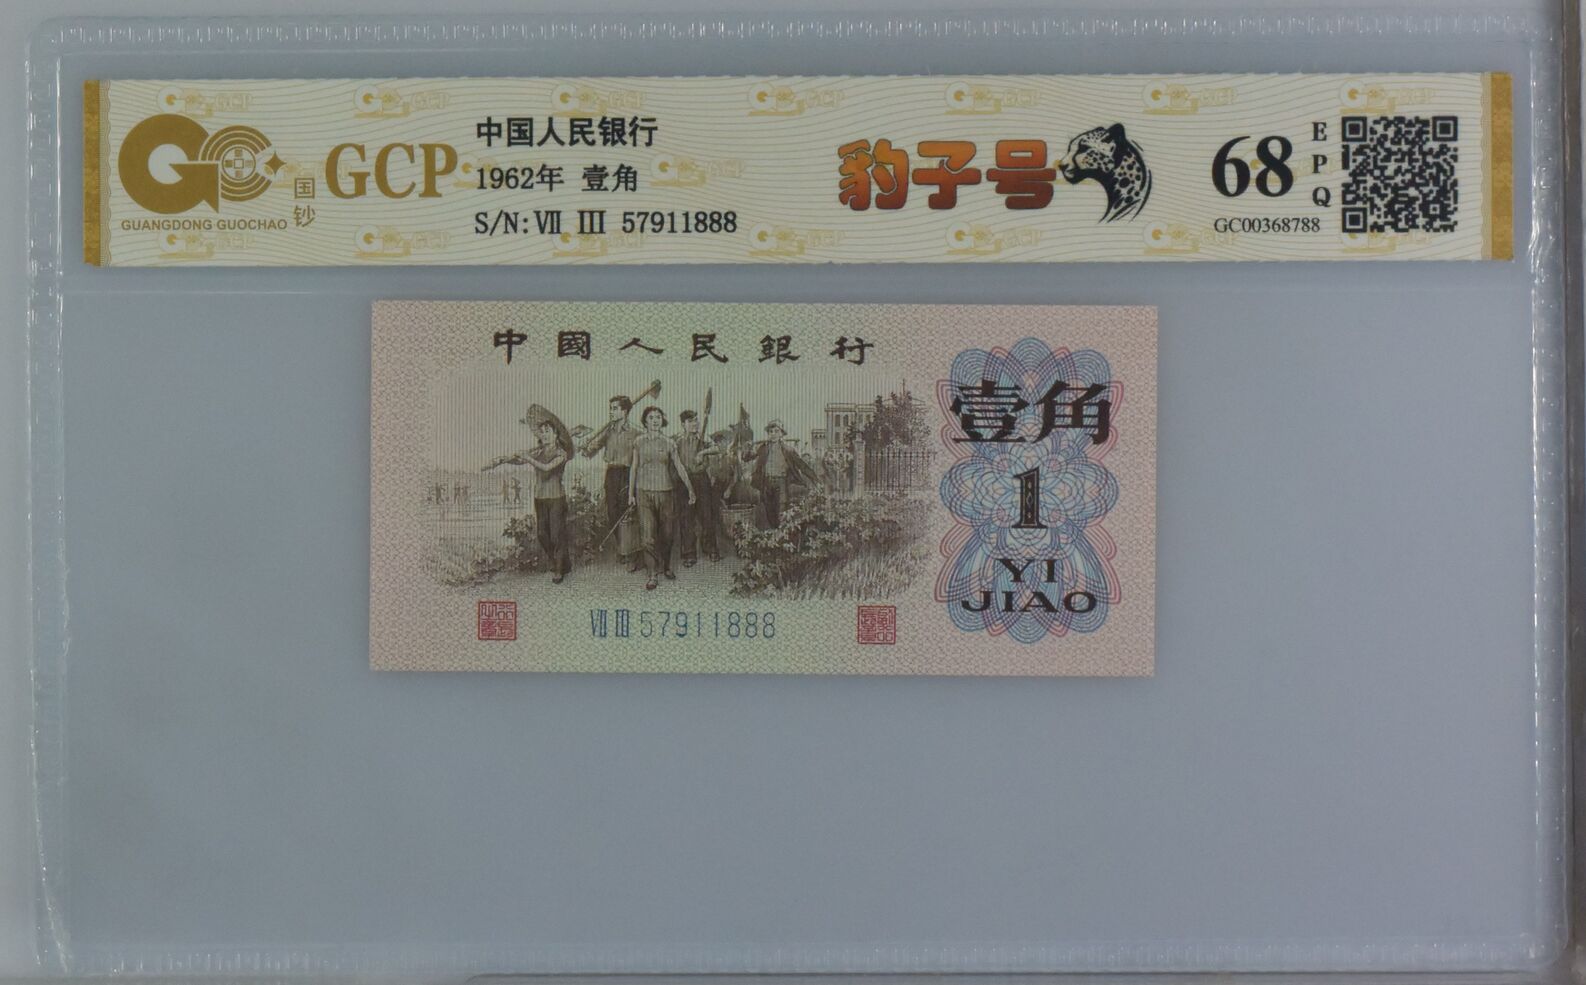 GCP
GUANGDONG GUOCHAO
国钞
中国人民银行
1962年 壹角
S/N: Ⅶ Ⅲ 57911888
豹子号
68
EPQ
GC00368788
中國人民銀行
壹角
1
YI
JIAO
Ⅶ Ⅲ 57911888